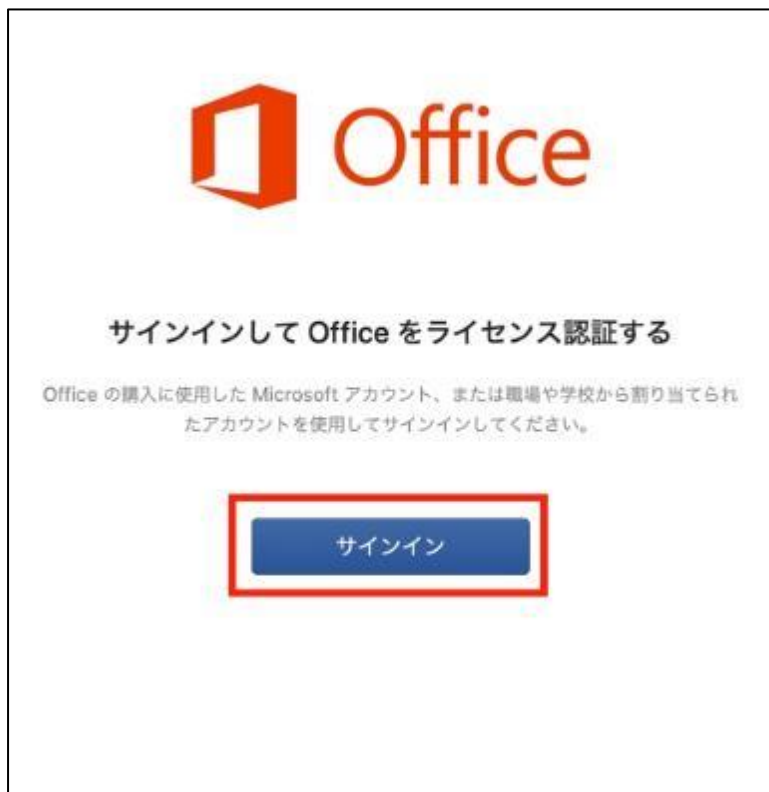 Office
サインインして Office をライセンス認証する
Office の購入に使用した Microsoft アカウント、または職場や学校から割り当てられ
たアカウントを使用してサインインしてください。
サインイン